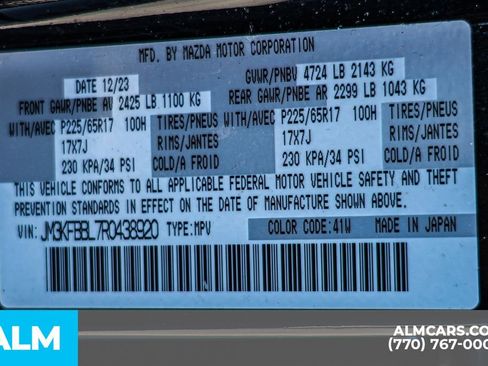 MFD. BY MAZDA MOTOR CORPORATION
DATE 12/23 GVWR/PNBV 4724 LB 2143 KG
FRONT GAWR/PNBE AV 2425 LB 1100 KG REAR GAWR/PNBE AR 2299 LB 1043 KG
WITH/AVEC P225/65R17 100H TIRES/PNEUS WITH/AVEC P225/65R17 100H TIRES/PNEUS
17X7J RIMS/JANTES 17X7J RIMS/JANTES
230 KPA/34 PSI COLD/A FROID 230 KPA/34 PSI COLD/A FROID
THIS VEHICLE CONFORMS TO ALL APPLICABLE FEDERAL MOTOR VEHICLE SAFETY AND THEFT
PREVENTION STANDARDS IN EFFECT ON THE DATE OF MANUFACTURE SHOWN ABOVE.
VIN: JM3KFBBL7R0438920 TYPE:MPV COLOR CODE:41W MADE IN JAPAN
ALM
ALMCARS.CO
(770) 767-000